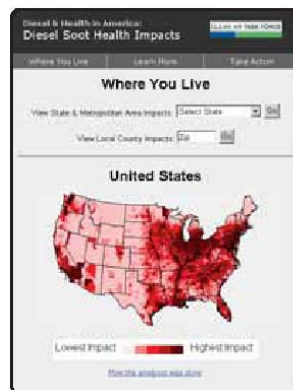 Diesel & Health in America:
Diesel Soot Health Impacts
CLEAN AIR TASK FORCE
Where You Live
Learn More
Take Action
Where You Live
View State & Metropolitan Area Impacts: Select State
Go
View Local County Impacts: Zip
Go
United States
Lowest Impact
Highest Impact
How the analysis was done